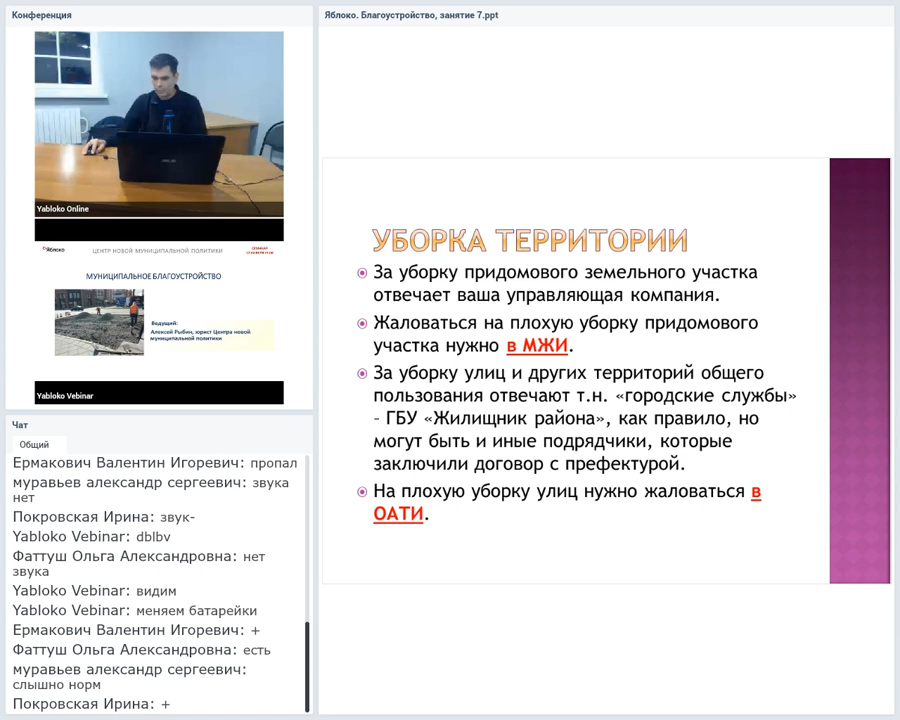 Конференция
Yabloko Online
Яблоко
ЦЕНТР НОВОЙ МУНИЦИПАЛЬНОЙ ПОЛИТИКИ
МУНИЦИПАЛЬНОЕ БЛАГОУСТРОЙСТВО
Ведущий:
Алексей Рыбин, юрист Центра новой
муниципальной политики
Yabloko Vebinar
Чат
Общий
Ермакович Валентин Игоревич: пропал
муравьев александр сергеевич: звука
нет
Покровская Ирина: звук-
Yabloko Vebinar: dblbv
Фаттуш Ольга Александровна: нет
звука
Yabloko Vebinar: видим
Yabloko Vebinar: меняем батарейки
Ермакович Валентин Игоревич: +
Фаттуш Ольга Александровна: есть
муравьев александр сергеевич:
слышно норм
Покровская Ирина: +
Яблоко. Благоустройство, занятие 7.ppt
УБОРКА ТЕРРИТОРИИ
За уборку придомового земельного участка
отвечает ваша управляющая компания.
Жаловаться на плохую уборку придомового
участка нужно в МЖИ.
За уборку улиц и других территорий общего
пользования отвечают т.н. «городские службы»
– ГБУ «Жилищник района», как правило, но
могут быть и иные подрядчики, которые
заключили договор с префектурой.
На плохую уборку улиц нужно жаловаться в
ОАТИ.